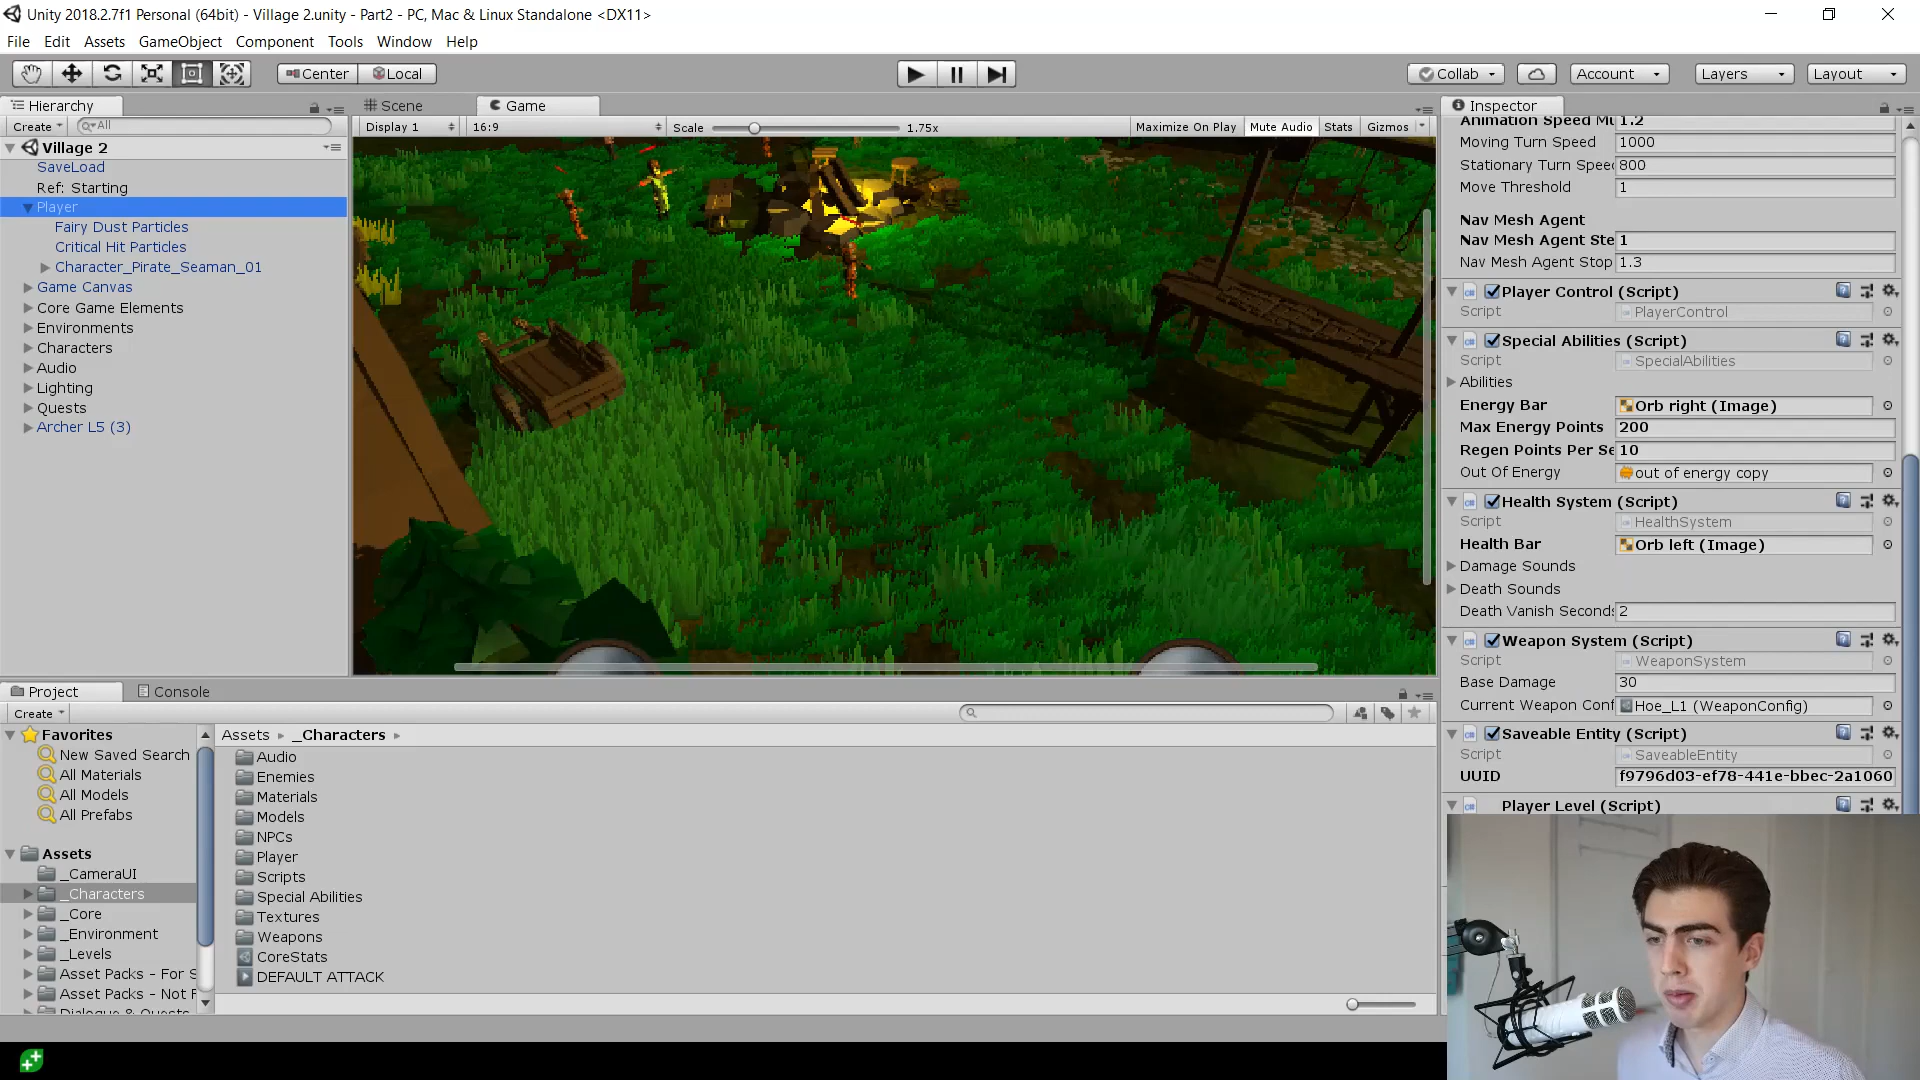 Unity 2018.2.7f1 Personal (64bit) - Village 2.unity - Part2 - PC, Mac & Linux Standalone <DX11>
File Edit Assets GameObject Component Tools Window Help
Center Local Collab Account Layers Layout
Hierarchy
Create All
Village 2
SaveLoad
Ref: Starting
Player
Fairy Dust Particles
Critical Hit Particles
Character_Pirate_Seaman_01
Game Canvas
Core Game Elements
Environments
Characters
Audio
Lighting
Quests
Archer L5 (3)
Scene Game
Display 1 16:9 Scale 1.75x Maximize On Play Mute Audio Stats Gizmos
Inspector
Animation Speed Mu 1.2
Moving Turn Speed 1000
Stationary Turn Speed 800
Move Threshold 1
Nav Mesh Agent
Nav Mesh Agent Ste 1
Nav Mesh Agent Stop 1.3
Player Control (Script)
Script PlayerControl
Special Abilities (Script)
Script SpecialAbilities
Abilities
Energy Bar Orb right (Image)
Max Energy Points 200
Regen Points Per Se 10
Out Of Energy out of energy copy
Health System (Script)
Script HealthSystem
Health Bar Orb left (Image)
Damage Sounds
Death Sounds
Death Vanish Seconds 2
Weapon System (Script)
Script WeaponSystem
Base Damage 30
Current Weapon Conf Hoe_L1 (WeaponConfig)
Saveable Entity (Script)
Script SaveableEntity
UUID f9796d03-ef78-441e-bbec-2a1060
Player Level (Script)
Project Console
Create
Favorites
New Saved Search
All Materials
All Models
All Prefabs
Assets
_CameraUI
_Characters
_Core
_Environment
_Levels
Asset Packs - For S
Asset Packs - Not F
Dialogue & Quests
Assets _Characters
Audio
Enemies
Materials
Models
NPCs
Player
Scripts
Special Abilities
Textures
Weapons
CoreStats
DEFAULT ATTACK